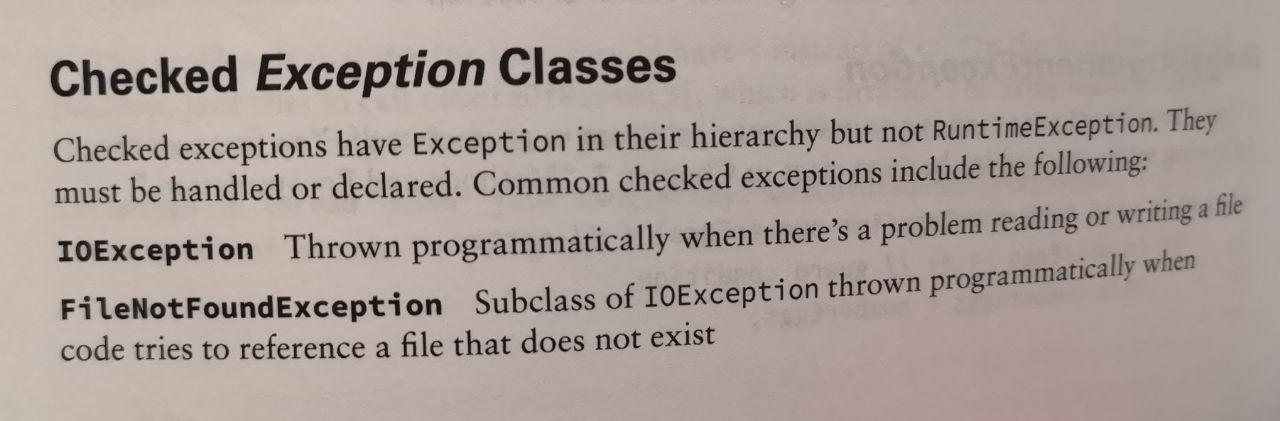 Checked Exception Classes
Checked exceptions have Exception in their hierarchy but not RuntimeException. They
must be handled or declared. Common checked exceptions include the following:
IOException Thrown programmatically when there's a problem reading or writing a file
FileNotFoundException Subclass of IOException thrown programmatically when
code tries to reference a file that does not exist